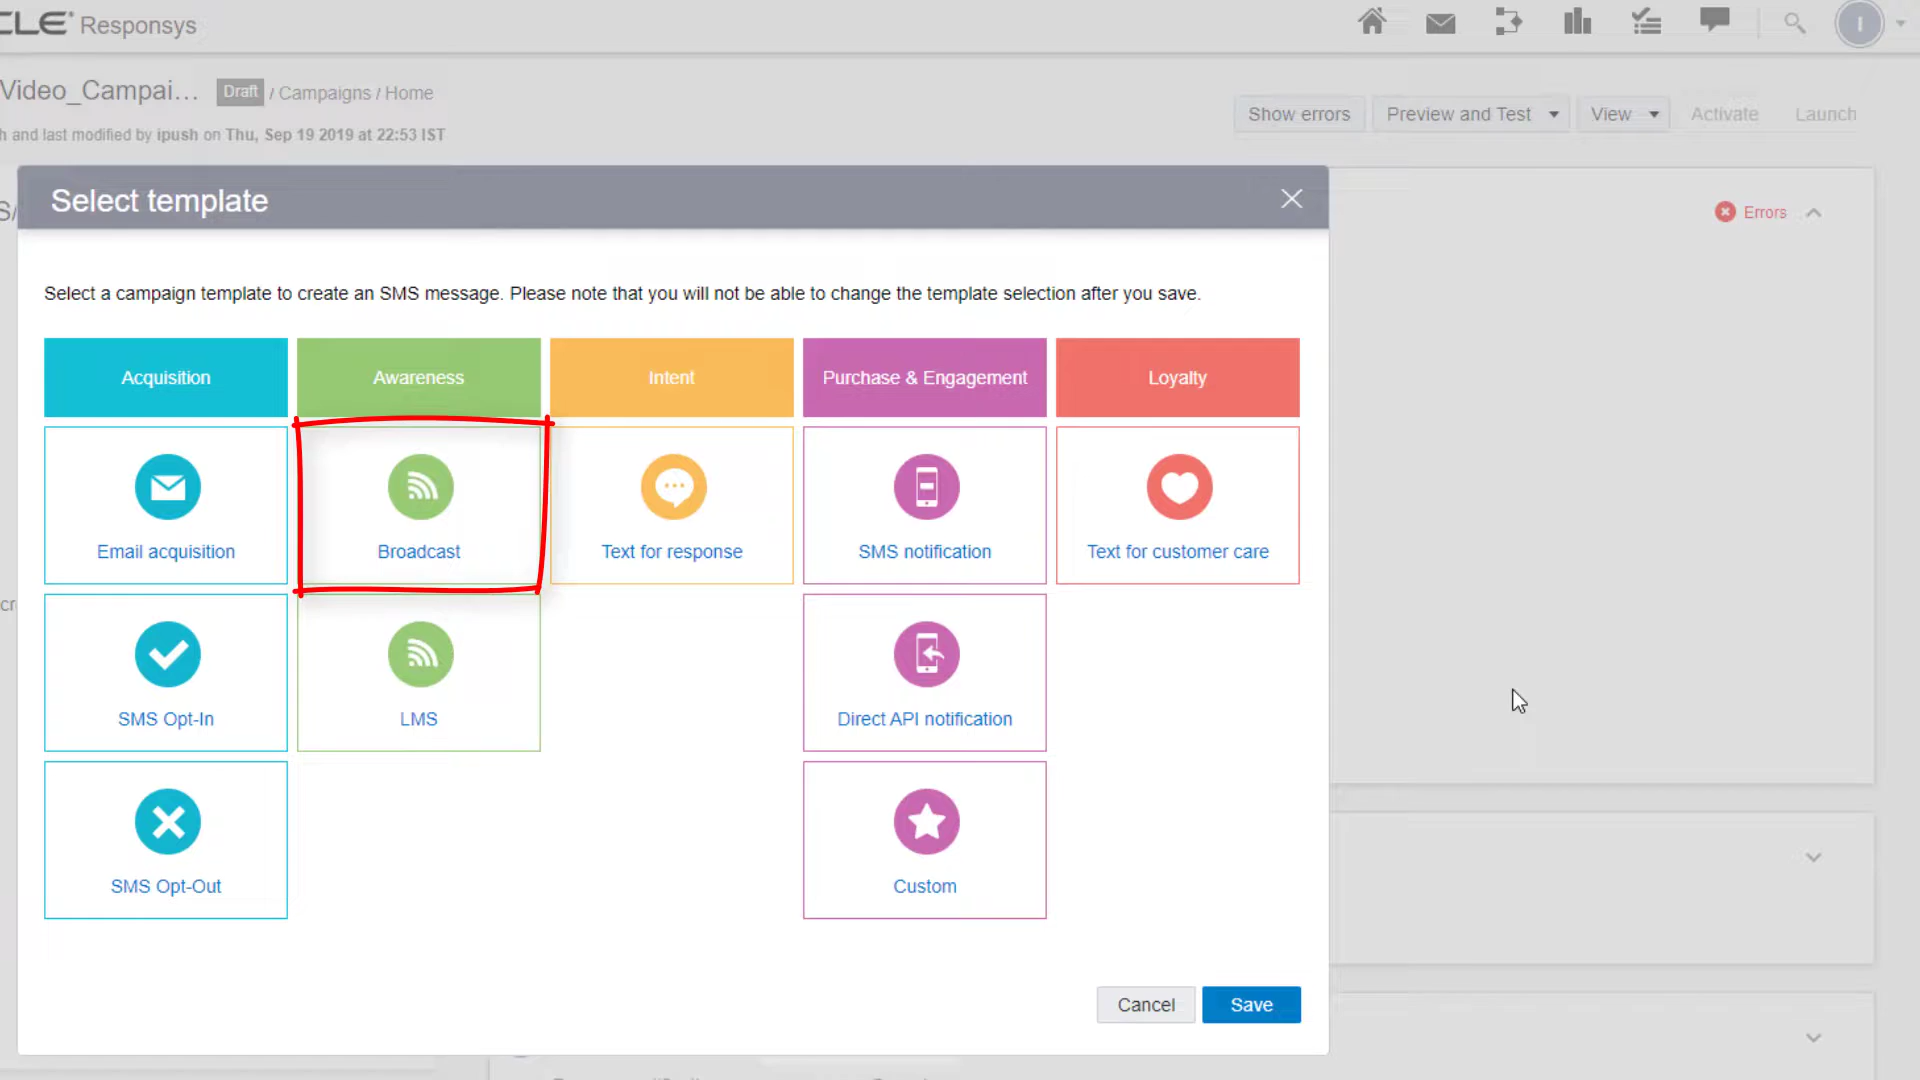 CLE Responsys
I
Video_Campai... Draft / Campaigns / Home
Show errors Preview and Test View Activate Launch
h and last modified by ipush on Thu, Sep 19 2019 at 22:53 IST
Select template
S/
Errors
Select a campaign template to create an SMS message. Please note that you will not be able to change the template selection after you save.
Acquisition Awareness Intent Purchase & Engagement Loyalty
Email acquisition Broadcast Text for response SMS notification Text for customer care
cr
SMS Opt-In LMS Direct API notification
SMS Opt-Out Custom
Cancel Save